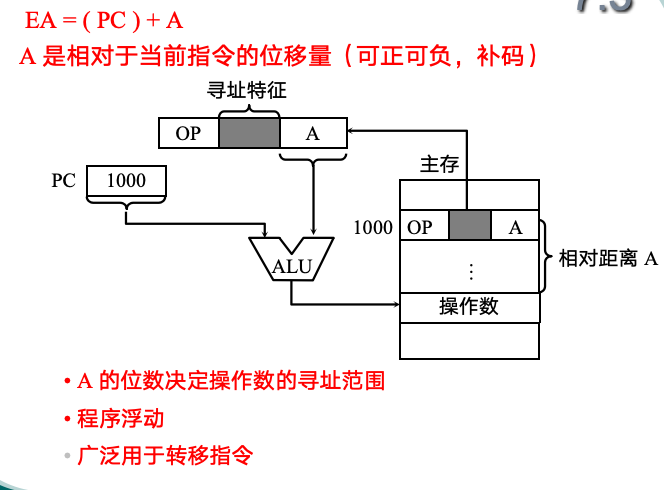 7.3
EA = ( PC ) + A
A 是相对于当前指令的位移量（可正可负，补码）
寻址特征
OP A
PC 1000
主存
1000 OP A
ALU
相对距离 A
⋮
操作数
• A 的位数决定操作数的寻址范围
• 程序浮动
• 广泛用于转移指令